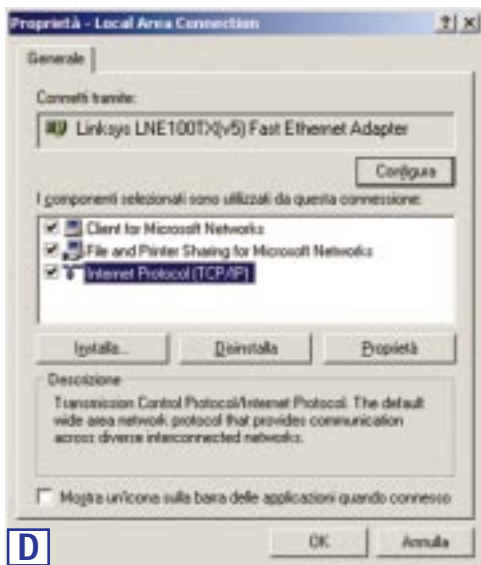 Proprietà - Local Area Connection
Generale
Connetti tramite:
Linksys LNE100TX(v5) Fast Ethernet Adapter
Configura
I componenti selezionati sono utilizzati da questa connessione:
Client for Microsoft Networks
File and Printer Sharing for Microsoft Networks
Internet Protocol (TCP/IP)
Installa...
Disinstalla
Proprietà
Descrizione
Transmission Control Protocol/Internet Protocol. The default
wide area network protocol that provides communication
across diverse interconnected networks.
Mostra un'icona sulla barra delle applicazioni quando connesso
OK
Annulla
D